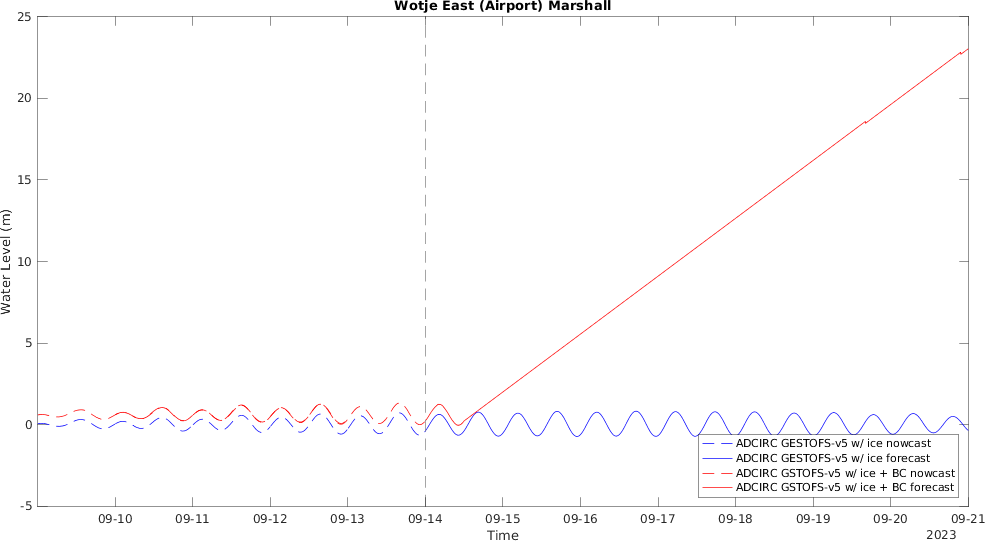 Wotje East (Airport) Marshall
25
20
15
10
5
0
-5
Water Level (m)
ADCIRC GESTOFS-v5 w/ ice nowcast
ADCIRC GESTOFS-v5 w/ ice forecast
ADCIRC GSTOFS-v5 w/ ice + BC nowcast
ADCIRC GSTOFS-v5 w/ ice + BC forecast
09-10 09-11 09-12 09-13 09-14 09-15 09-16 09-17 09-18 09-19 09-20 09-21
Time
2023